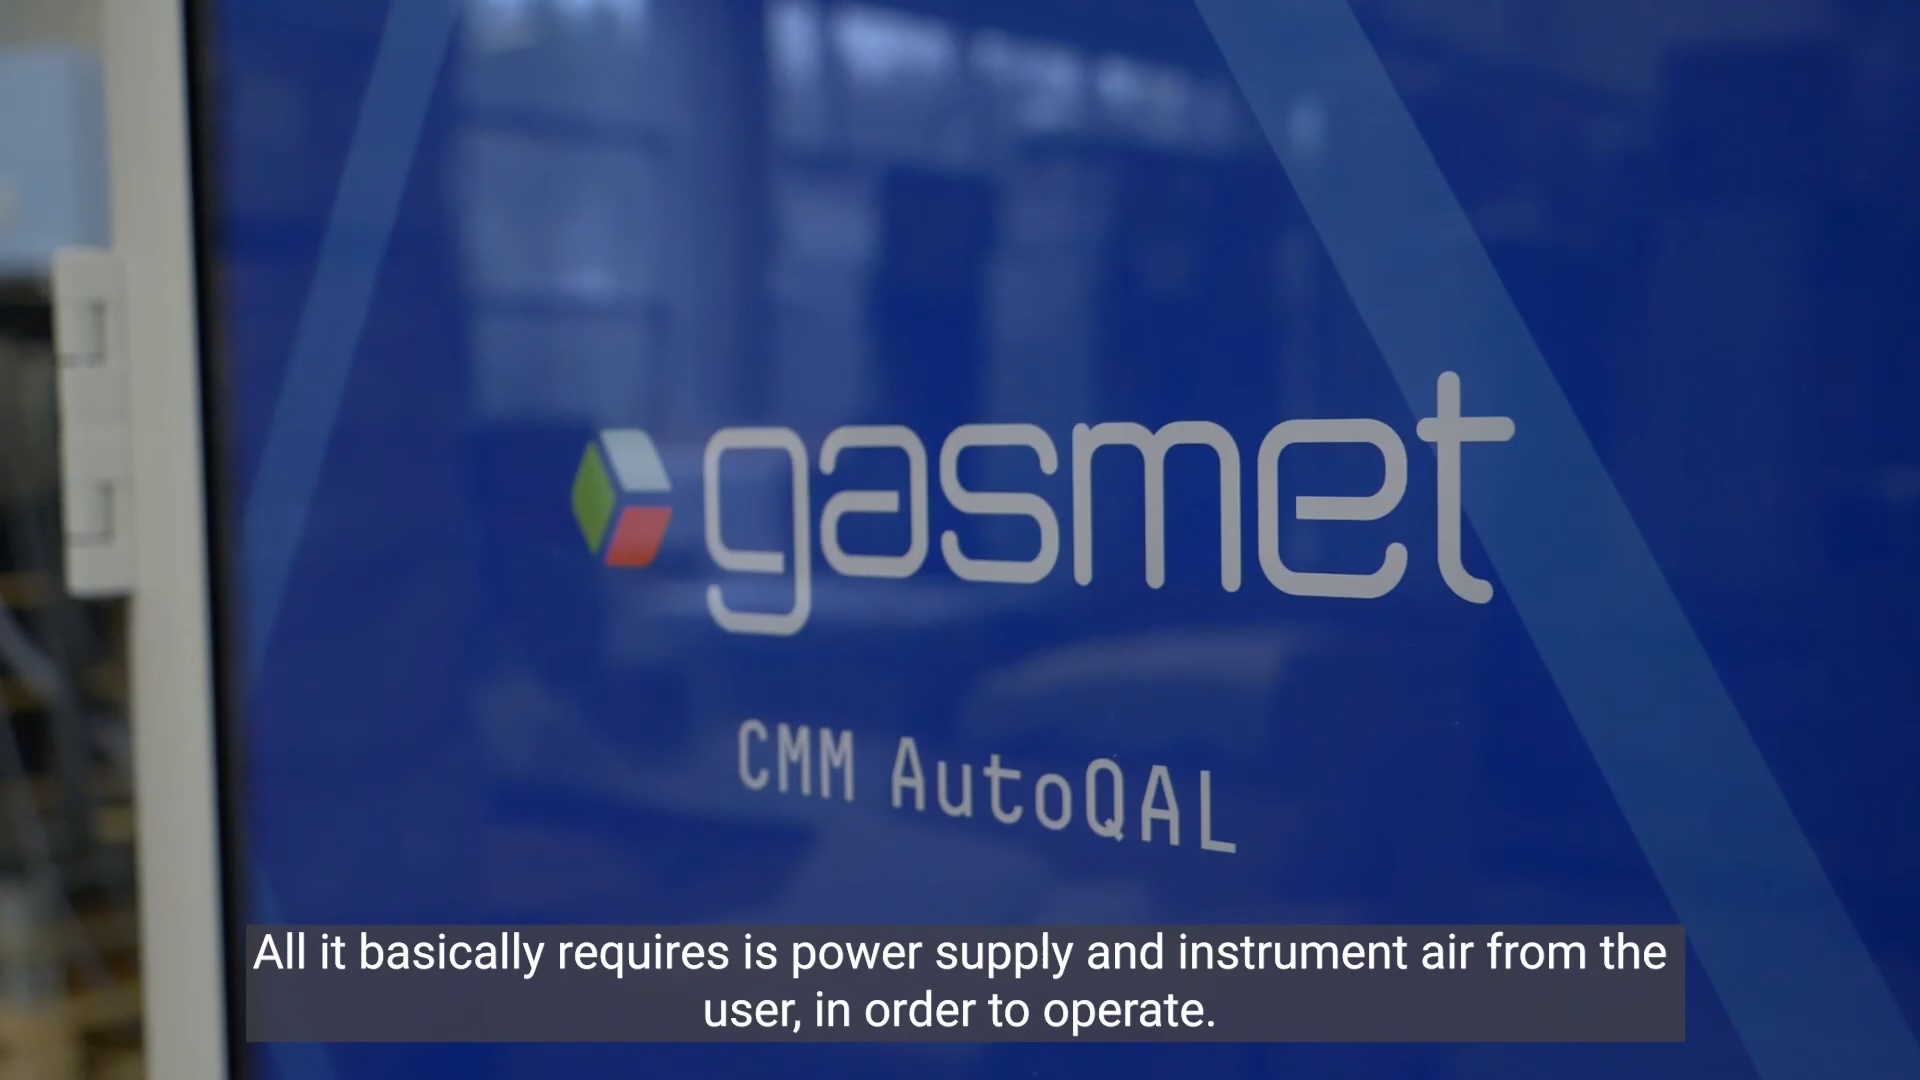 gasmet
CMM AutoQAL
All it basically requires is power supply and instrument air from the
user, in order to operate.